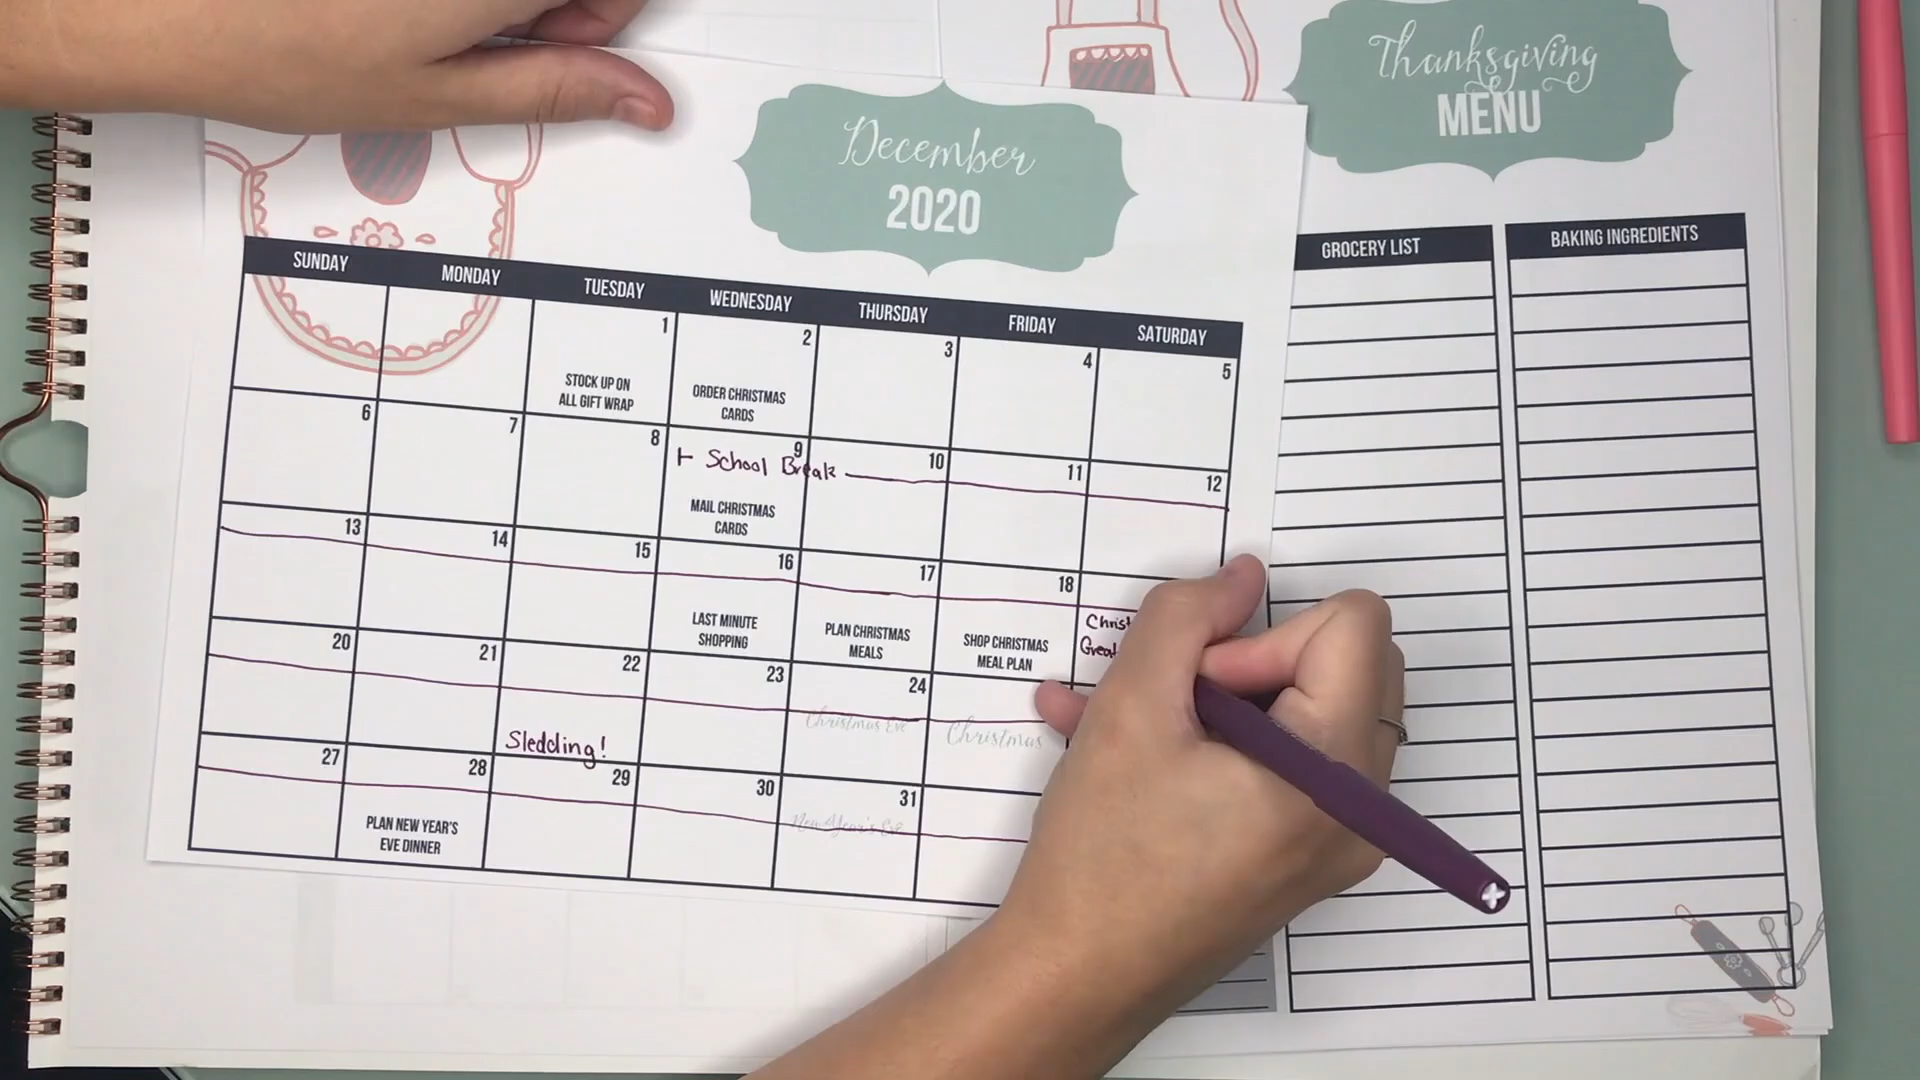 Thanksgiving
MENU
December
2020
GROCERY LIST
BAKING INGREDIENTS
SUNDAY MONDAY TUESDAY WEDNESDAY THURSDAY FRIDAY SATURDAY
1 2 3 4 5
STOCK UP ON
ALL GIFT WRAP
ORDER CHRISTMAS
CARDS
6 7 8 9 10 11 12
School Break
MAIL CHRISTMAS
CARDS
13 14 15 16 17 18
LAST MINUTE
SHOPPING
PLAN CHRISTMAS
MEALS
SHOP CHRISTMAS
MEAL PLAN
20 21 22 23 24
Sledding!
Christmas Eve
Christmas
27 28 29 30 31
PLAN NEW YEAR'S
EVE DINNER
New Year's Eve